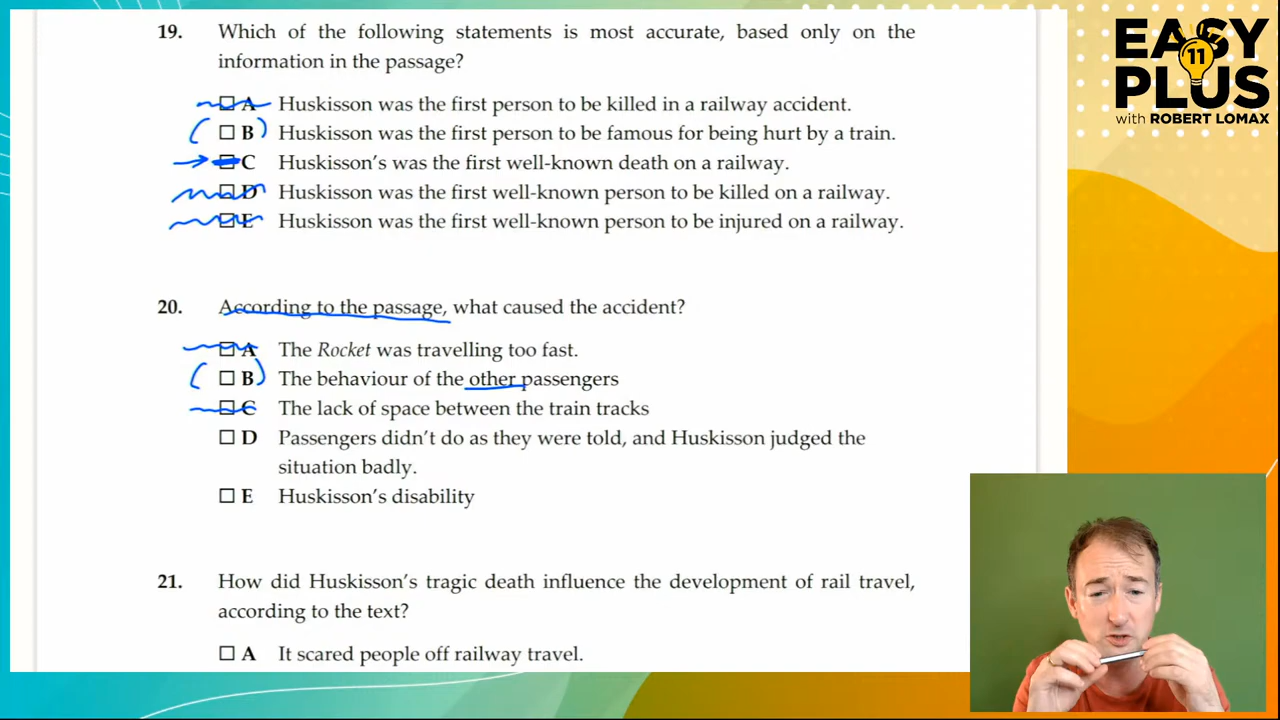 19. Which of the following statements is most accurate, based only on the
information in the passage?
A Huskisson was the first person to be killed in a railway accident.
B Huskisson was the first person to be famous for being hurt by a train.
C Huskisson's was the first well-known death on a railway.
D Huskisson was the first well-known person to be killed on a railway.
E Huskisson was the first well-known person to be injured on a railway.
20. According to the passage, what caused the accident?
A The Rocket was travelling too fast.
B The behaviour of the other passengers
C The lack of space between the train tracks
D Passengers didn't do as they were told, and Huskisson judged the
situation badly.
E Huskisson's disability
21. How did Huskisson's tragic death influence the development of rail travel,
according to the text?
A It scared people off railway travel.
EASY
11
PLUS
with ROBERT LOMAX